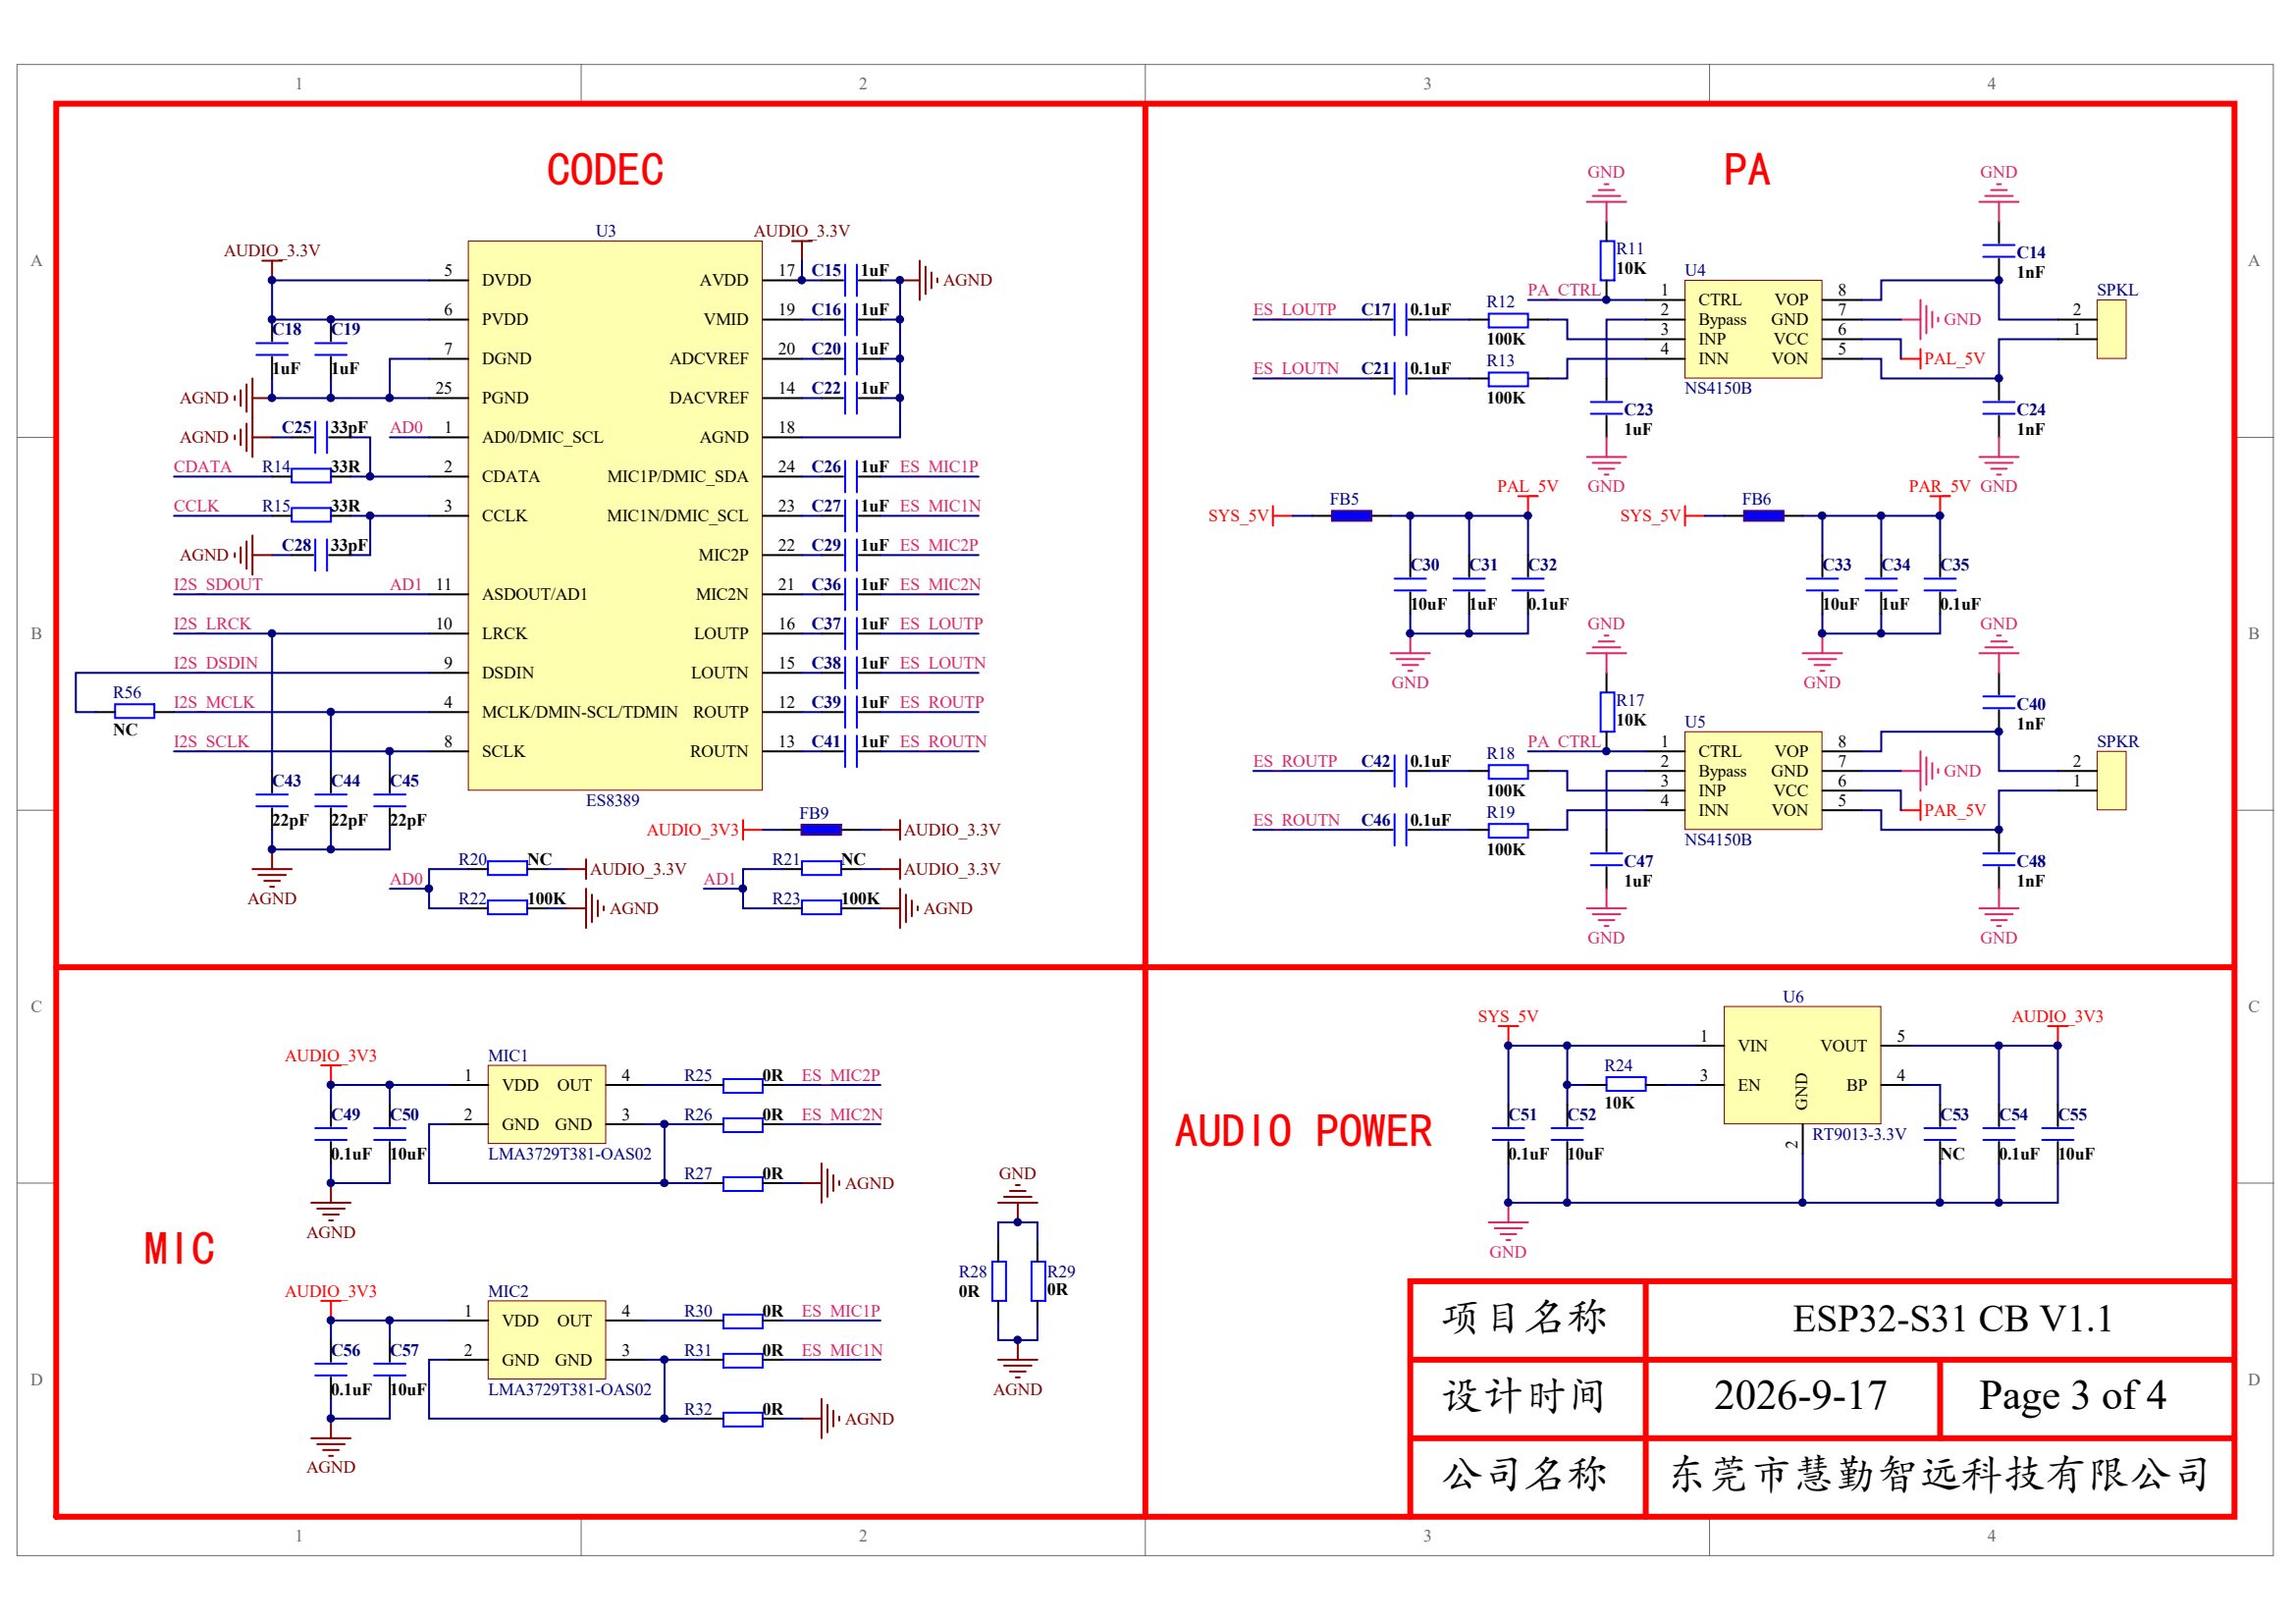 1 2 3 4
A
B
C
D
CODEC
U3
AUDIO_3.3V
AUDIO_3.3V
5 DVDD AVDD 17 C15 1uF AGND
6 PVDD VMID 19 C16 1uF
C18 C19
1uF 1uF
7 DGND ADCVREF 20 C20 1uF
AGND 25 PGND DACVREF 14 C22 1uF
AGND C25 33pF AD0 1 AD0/DMIC_SCL AGND 18
CDATA R14 33R 2 CDATA MIC1P/DMIC_SDA 24 C26 1uF ES_MIC1P
CCLK R15 33R 3 CCLK MIC1N/DMIC_SCL 23 C27 1uF ES_MIC1N
AGND C28 33pF MIC2P 22 C29 1uF ES_MIC2P
I2S_SDOUT AD1 11 ASDOUT/AD1 MIC2N 21 C36 1uF ES_MIC2N
I2S_LRCK 10 LRCK LOUTP 16 C37 1uF ES_LOUTP
I2S_DSDIN 9 DSDIN LOUTN 15 C38 1uF ES_LOUTN
R56 NC
I2S_MCLK 4 MCLK/DMIN-SCL/TDMIN ROUTP 12 C39 1uF ES_ROUTP
I2S_SCLK 8 SCLK ROUTN 13 C41 1uF ES_ROUTN
ES8389
C43 C44 C45
22pF 22pF 22pF
AGND
AUDIO_3V3 FB9 AUDIO_3.3V
AD0 R20 NC AUDIO_3.3V
R22 100K AGND
AD1 R21 NC AUDIO_3.3V
R23 100K AGND
PA
GND
R11
10K
GND
C14
1nF
U4
PA_CTRL 1 CTRL VOP 8
2 Bypass GND 7 GND
3 INP VCC 6 PAL_5V
4 INN VON 5
NS4150B
ES_LOUTP C17 0.1uF R12 100K
ES_LOUTN C21 0.1uF R13 100K
SPKL
2
1
C23
1uF
GND
C24
1nF
GND
SYS_5V FB5 PAL_5V
C30 C31 C32
10uF 1uF 0.1uF
GND
SYS_5V FB6 PAR_5V
C33 C34 C35
10uF 1uF 0.1uF
GND
GND
R17
10K
GND
C40
1nF
U5
PA_CTRL 1 CTRL VOP 8
2 Bypass GND 7 GND
3 INP VCC 6 PAR_5V
4 INN VON 5
NS4150B
ES_ROUTP C42 0.1uF R18 100K
ES_ROUTN C46 0.1uF R19 100K
SPKR
2
1
C47
1uF
GND
C48
1nF
GND
MIC
AUDIO_3V3 MIC1
1 VDD OUT 4 R25 0R ES_MIC2P
2 GND GND 3 R26 0R ES_MIC2N
LMA3729T381-OAS02
C49 C50
0.1uF 10uF
R27 0R AGND
AGND
AUDIO_3V3 MIC2
1 VDD OUT 4 R30 0R ES_MIC1P
2 GND GND 3 R31 0R ES_MIC1N
LMA3729T381-OAS02
C56 C57
0.1uF 10uF
R32 0R AGND
AGND
GND
R28 R29
0R 0R
AGND
AUDIO POWER
U6
SYS_5V AUDIO_3V3
1 VIN VOUT 5
R24
10K
3 EN GND BP 4
2
RT9013-3.3V
C51 C52 C53 C54 C55
0.1uF 10uF NC 0.1uF 10uF
GND
项目名称 ESP32-S31 CB V1.1
设计时间 2026-9-17 Page 3 of 4
公司名称 东莞市慧勤智远科技有限公司
A
B
C
D
1 2 3 4